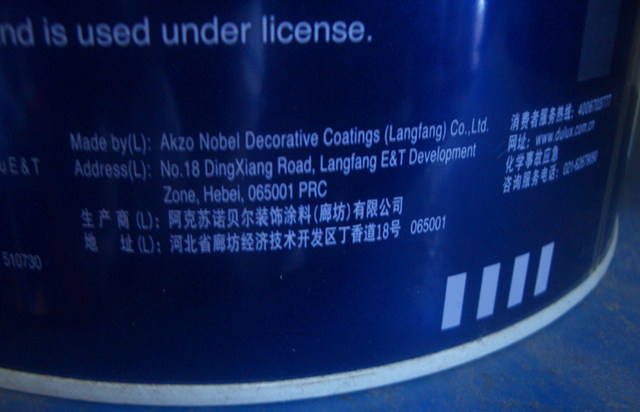 nd is used under license.
Made by(L): Akzo Nobel Decorative Coatings (Langfang) Co.,Ltd.
Address(L): No.18 DingXiang Road, Langfang E&T Development
Zone, Hebei, 065001 PRC
生产商(L): 阿克苏诺贝尔装饰涂料(廊坊)有限公司
地 址(L): 河北省廊坊经济技术开发区丁香道18号 065001
E&T
510730
消费者服务热线:
网址: www.dulux.com.cn
化学事故应急
咨询服务电话: